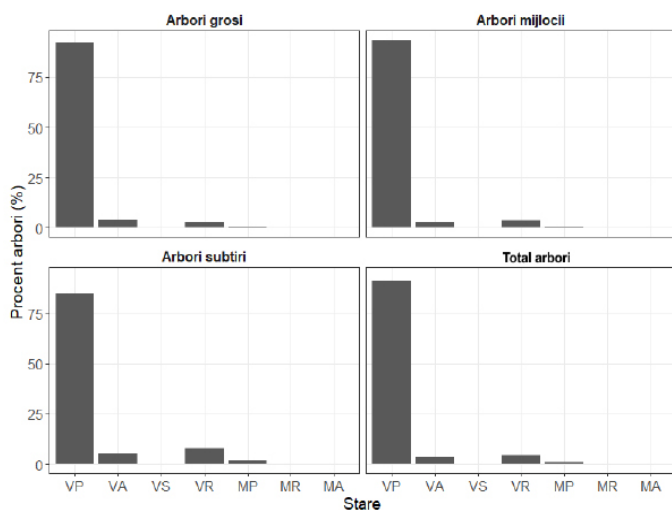 Arbori grosi
Arbori mijlocii
75
50
25
0
Procent arbori (%)
Arbori subtiri
Total arbori
75
50
25
0
VP VA VS VR MP MR MA
VP VA VS VR MP MR MA
Stare